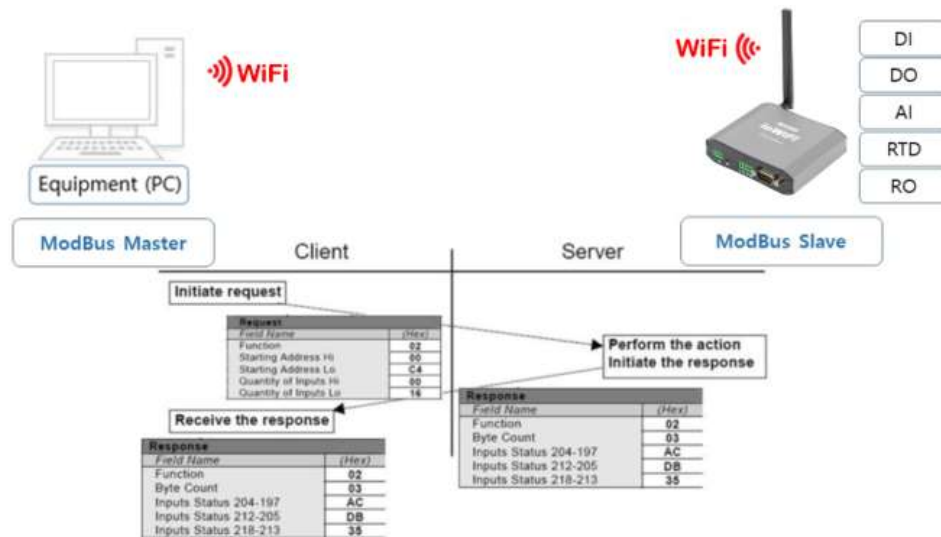 WiFi
WiFi
DI
DO
AI
RTD
RO
Equipment (PC)
ModBus Master
ModBus Slave
Client
Server
Initiate request
Request
Field Name (Hex)
Function 02
Starting Address Hi 00
Starting Address Lo C4
Quantity of Inputs Hi 00
Quantity of Inputs Lo 16
Perform the action
Initiate the response
Receive the response
Response
Field Name (Hex)
Function 02
Byte Count 03
Inputs Status 204-197 AC
Inputs Status 212-205 DB
Inputs Status 218-213 35
Response
Field Name (Hex)
Function 02
Byte Count 03
Inputs Status 204-197 AC
Inputs Status 212-205 DB
Inputs Status 218-213 35